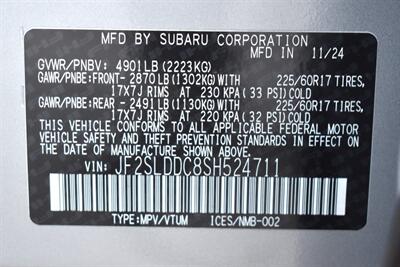 MFD BY SUBARU CORPORATION 11/24
GVWR/PNBV: 4901LB (2223KG)
GAWR/PNBE:FRONT- 2870LB (1302KG)WITH 225/60R17 TIRES,
17X7J RIMS AT 230 KPA (33 PSI) COLD
GAWR/PNBE:REAR - 2491LB (1130KG)WITH 225/60R17 TIRES,
17X7J RIMS AT 220 KPA (32 PSI) COLD
THIS VEHICLE CONFORMS TO ALL APPLICABLE FEDERAL MOTOR
VEHICLE SAFETY AND THEFT PREVENTION STANDARDS IN EFFECT
ON THE DATE OF MANUFACTURE SHOWN ABOVE.
VIN: JF2SLDDC8SH524711
TYPE:MPV/VTUM ICES/NMB-002